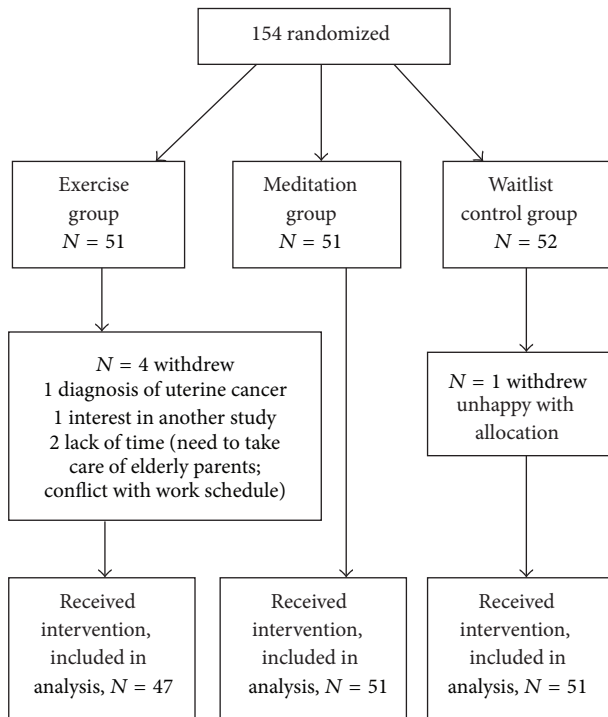 154 randomized
Exercise
group
N = 51
Meditation
group
N = 51
Waitlist
control group
N = 52
N = 4 withdrew
1 diagnosis of uterine cancer
1 interest in another study
2 lack of time (need to take
care of elderly parents;
conflict with work schedule)
N = 1 withdrew
unhappy with
allocation
Received
intervention,
included in
analysis, N = 47
Received
intervention,
included in
analysis, N = 51
Received
intervention,
included in
analysis, N = 51